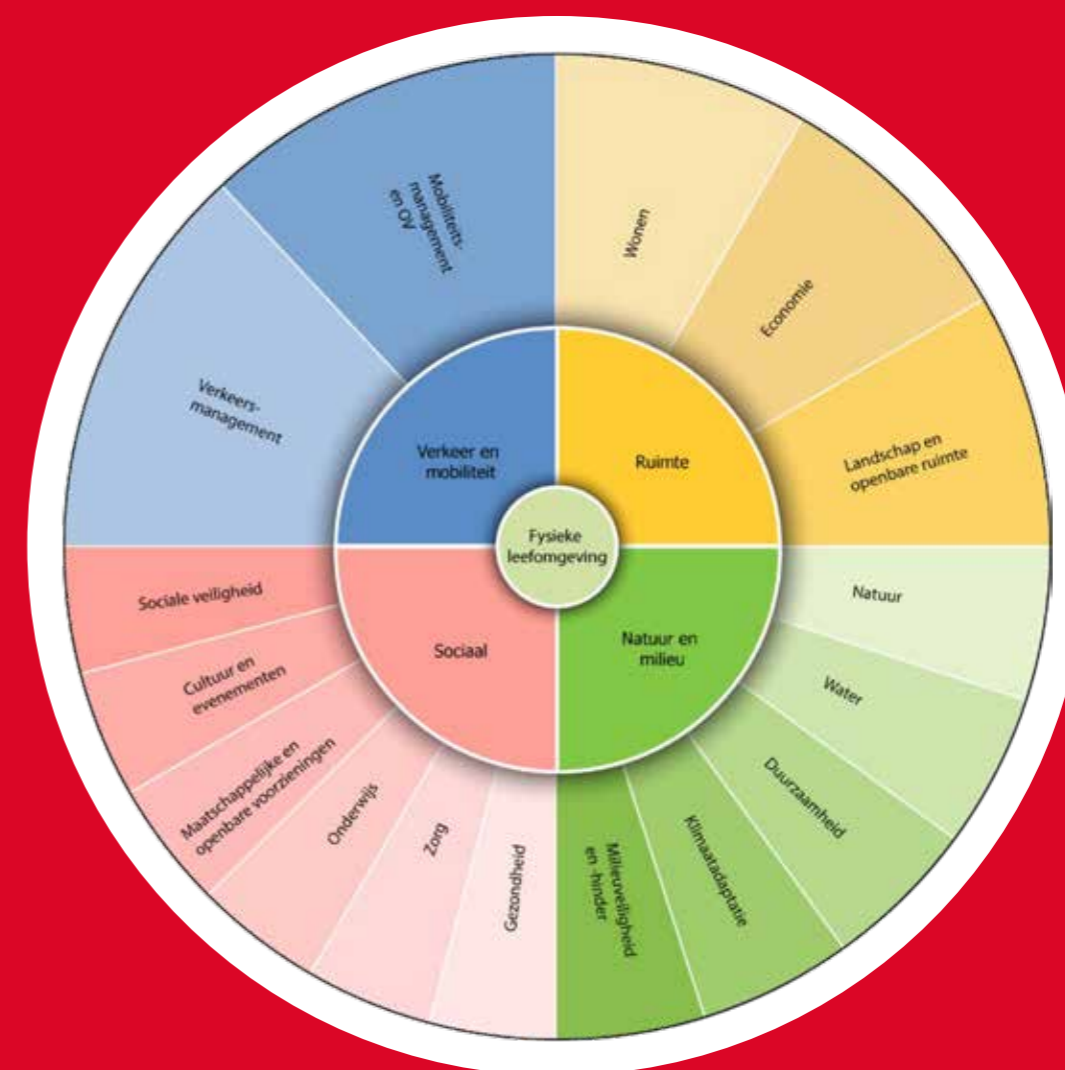 Mobiliteits-
management
en OV
Wonen
Economie
Landschap en
openbare ruimte
Verkeers-
management
Verkeer en
mobiliteit
Ruimte
Fysieke
leefomgeving
Sociaal
Natuur en
milieu
Natuur
Water
Duurzaamheid
Klimaatadaptatie
Milieuveiligheid
en -hinder
Gezondheid
Zorg
Onderwijs
Maatschappelijke en
openbare voorzieningen
Cultuur en
evenementen
Sociale veiligheid